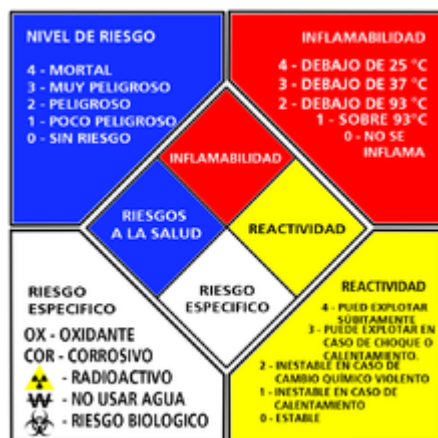 NIVEL DE RIESGO
4 - MORTAL
3 - MUY PELIGROSO
2 - PELIGROSO
1 - POCO PELIGROSO
0 - SIN RIESGO
INFLAMABILIDAD
4 - DEBAJO DE 25 °C
3 - DEBAJO DE 37 °C
2 - DEBAJO DE 93 °C
1 - SOBRE 93°C
0 - NO SE
INFLAMA
INFLAMABILIDAD
RIESGOS
A LA SALUD
REACTIVIDAD
RIESGO
ESPECIFICO
RIESGO
ESPECIFICO
OX - OXIDANTE
COR - CORROSIVO
- RADIOACTIVO
W - NO USAR AGUA
- RIESGO BIOLOGICO
REACTIVIDAD
4 - PUED EXPLOTAR
SÚBITAMENTE
3 - PUEDE EXPLOTAR EN
CASO DE CHOQUE O
CALENTAMIENTO.
2 - INESTABLE EN CASO DE
CAMBIO QUÍMICO VIOLENTO
1 - INESTABLE EN CASO DE
CALENTAMIENTO
0 - ESTABLE